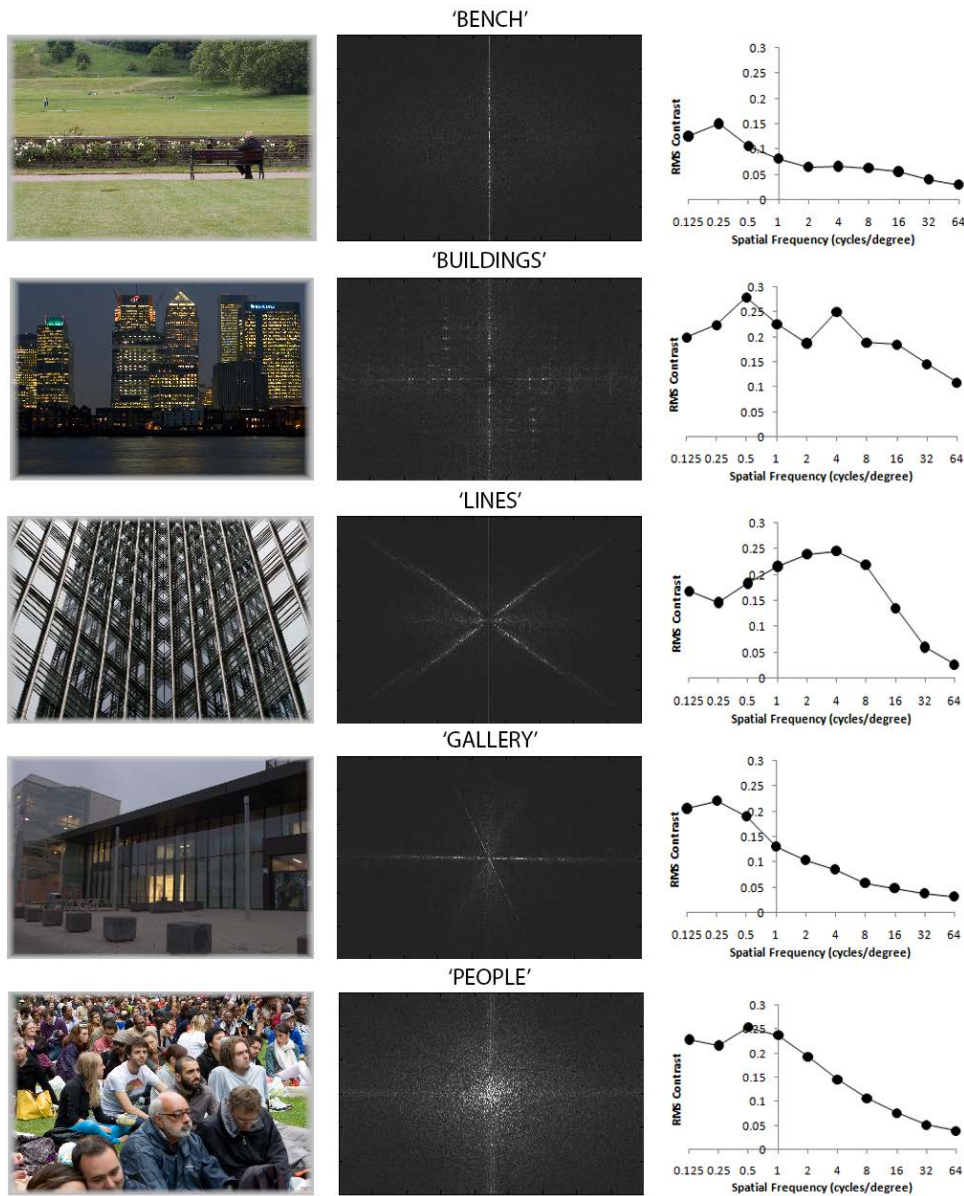 'BENCH'
0.3
0.25
0.2
0.15
0.1
0.05
0
RMS Contrast
0.125 0.25 0.5 1 2 4 8 16 32 64
Spatial Frequency (cycles/degree)
'BUILDINGS'
0.3
0.25
0.2
0.15
0.1
0.05
0
RMS Contrast
0.125 0.25 0.5 1 2 4 8 16 32 64
Spatial Frequency (cycles/degree)
'LINES'
0.3
0.25
0.2
0.15
0.1
0.05
0
RMS Contrast
0.125 0.25 0.5 1 2 4 8 16 32 64
Spatial Frequency (cycles/degree)
'GALLERY'
0.3
0.25
0.2
0.15
0.1
0.05
0
RMS Contrast
0.125 0.25 0.5 1 2 4 8 16 32 64
Spatial Frequency (cycles/degree)
'PEOPLE'
0.3
0.25
0.2
0.15
0.1
0.05
0
RMS Contrast
0.125 0.25 0.5 1 2 4 8 16 32 64
Spatial Frequency (cycles/degree)